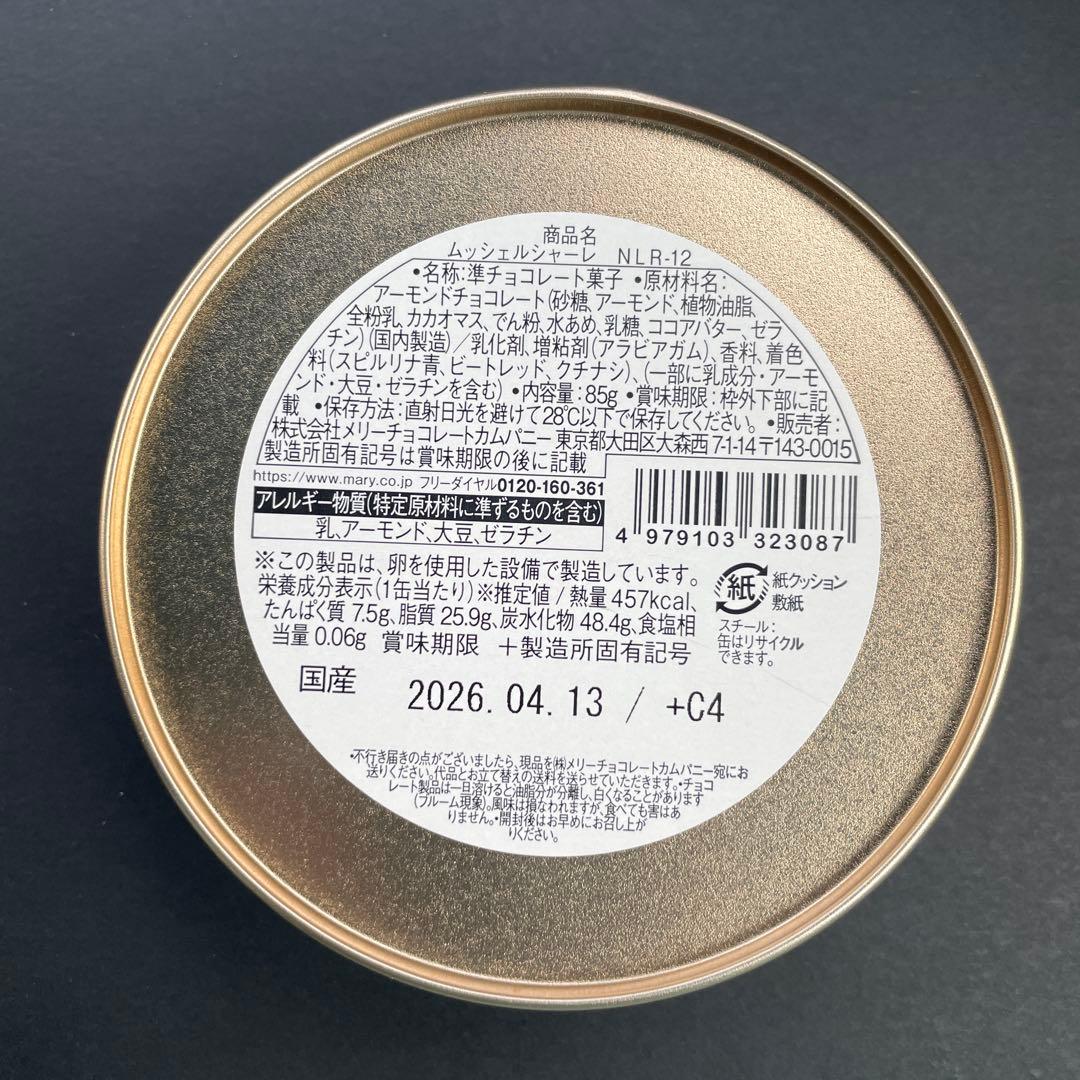 商品名
ムッシェルシャーレ NLR-12
•名称:準チョコレート菓子 •原材料名:
アーモンドチョコレート(砂糖、アーモンド、植物油脂、
全粉乳、カカオマス、でん粉、水あめ、乳糖、ココアバター、ゼラ
チン)(国内製造)/乳化剤、増粘剤(アラビアガム)、香料、着色
料(スピルリナ青、ビートレッド、クチナシ)、(一部に乳成分・アーモ
ンド・大豆・ゼラチンを含む) •内容量:85g •賞味期限:枠外下部に記
載 •保存方法:直射日光を避けて28℃以下で保存してください。 •販売者:
株式会社メリーチョコレートカムパニー 東京都大田区大森西7-1-14〒143-0015
製造所固有記号は賞味期限の後に記載
https://www.mary.co.jp フリーダイヤル0120-160-361
アレルギー物質(特定原材料に準ずるものを含む)
乳、アーモンド、大豆、ゼラチン
4 979103 323087
※この製品は、卵を使用した設備で製造しています。
栄養成分表示(1缶当たり)※推定値/熱量 457kcal、
たんぱく質 7.5g、脂質 25.9g、炭水化物 48.4g、食塩相
当量 0.06g 賞味期限 +製造所固有記号
紙 紙クッション
敷紙
スチール:
缶はリサイクル
できます。
国産 2026.04.13 / +C4
•不行き届きの点がございましたら、現品を㈱メリーチョコレートカムパニー宛にお
送りください。代品とお立て替えの送料を送らせていただきます。•チョコ
レート製品は一旦溶けると油脂分が分離し、白くなることがあります
(ブルーム現象)。風味は損なわれますが、食べても害はあ
りません。•開封後はお早めにお召し上が
りください。